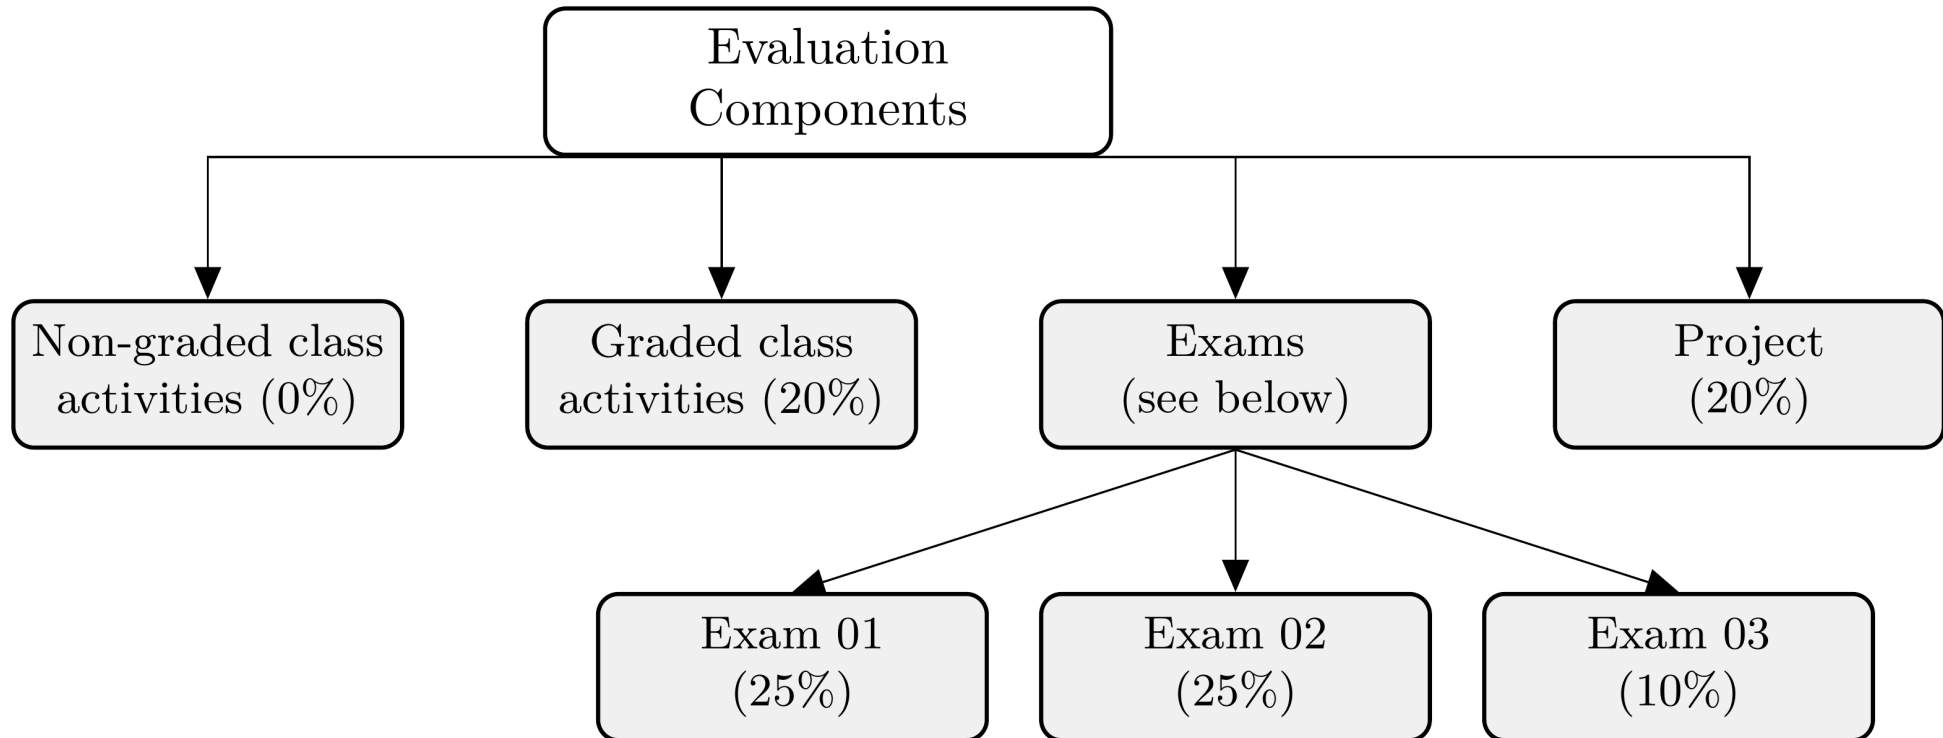 Evaluation
Components
Non-graded class
activities (0%)
Graded class
activities (20%)
Exams
(see below)
Project
(20%)
Exam 01
(25%)
Exam 02
(25%)
Exam 03
(10%)